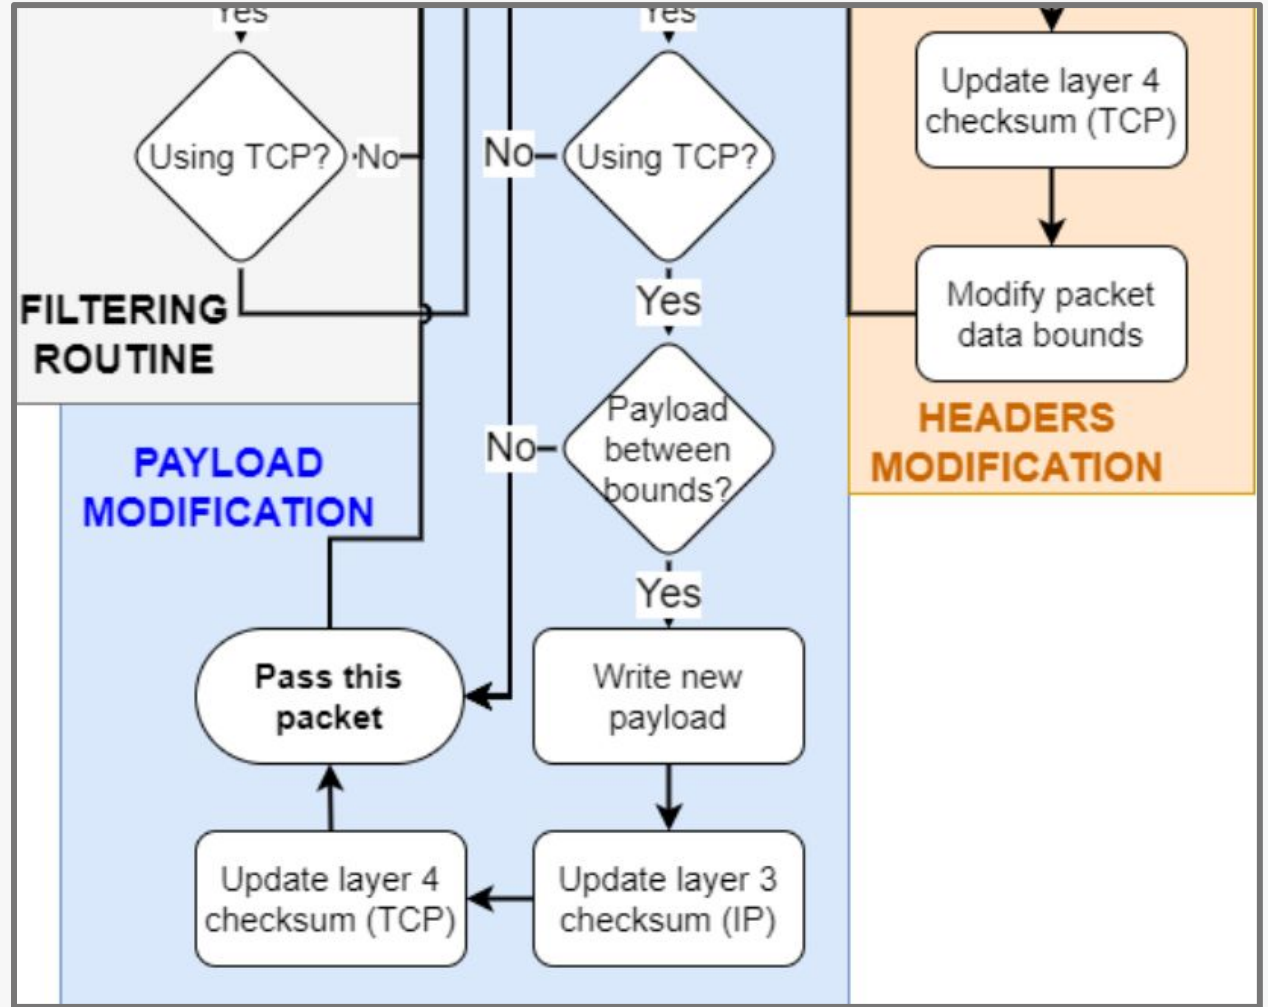 Yes
Using TCP?
No
FILTERING
ROUTINE
Yes
No
Using TCP?
Yes
No
Payload
between
bounds?
Yes
Update layer 4
checksum (TCP)
Modify packet
data bounds
HEADERS
MODIFICATION
PAYLOAD
MODIFICATION
Pass this
packet
Write new
payload
Update layer 4
checksum (TCP)
Update layer 3
checksum (IP)